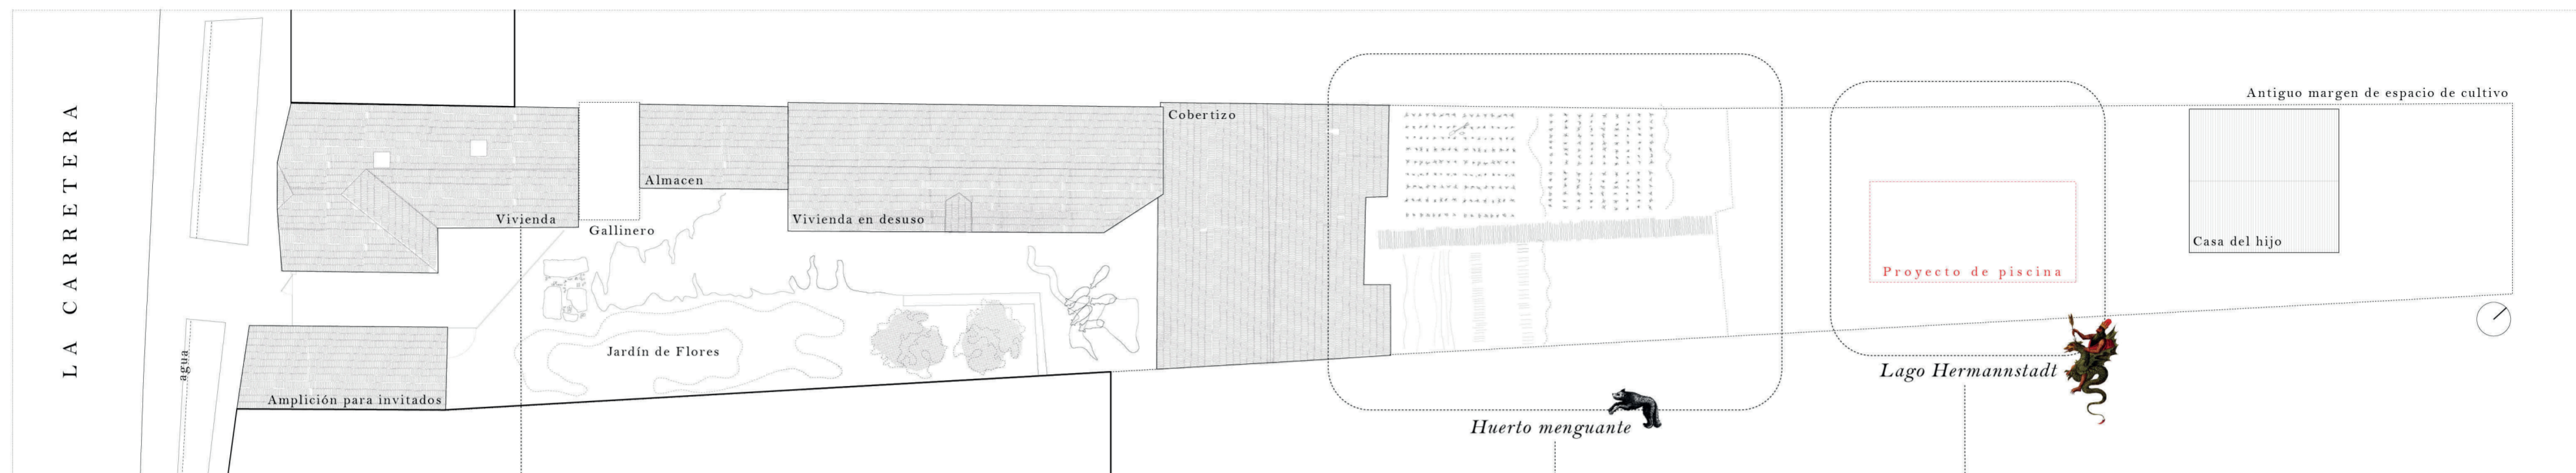 LA CARRETERA
agua
Vivienda
Amplición para invitados
Gallinero
Almacen
Vivienda en desuso
Jardín de Flores
Cobertizo
Huerto menguante
Proyecto de piscina
Lago Hermannstadt
Antiguo margen de espacio de cultivo
Casa del hijo